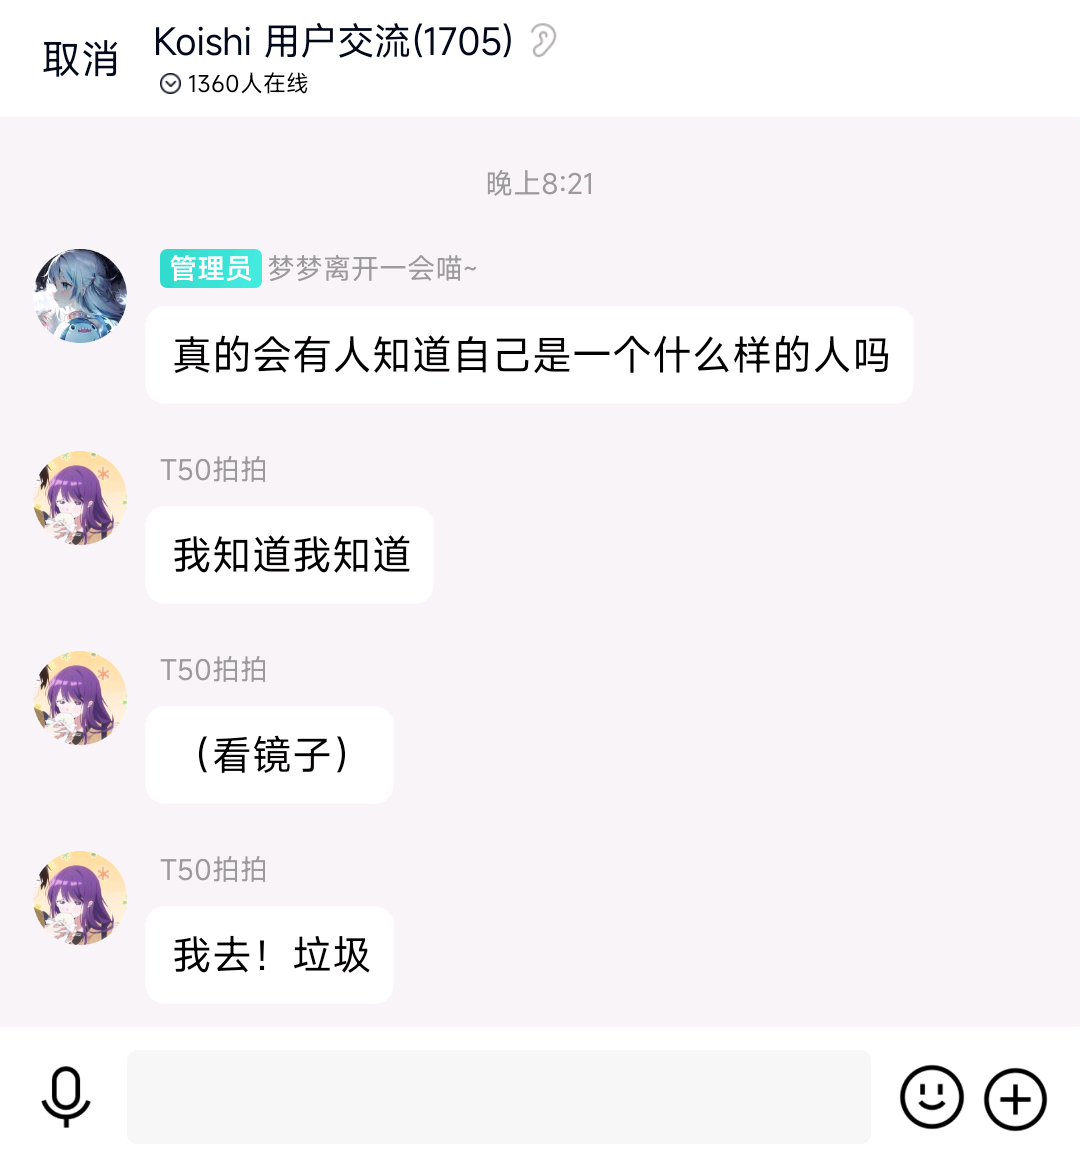 取消
Koishi 用户交流(1705)
1360人在线
晚上8:21
管理员 梦梦离开一会喵~
真的会有人知道自己是一个什么样的人吗
T50拍拍
我知道我知道
T50拍拍
（看镜子）
T50拍拍
我去！垃圾